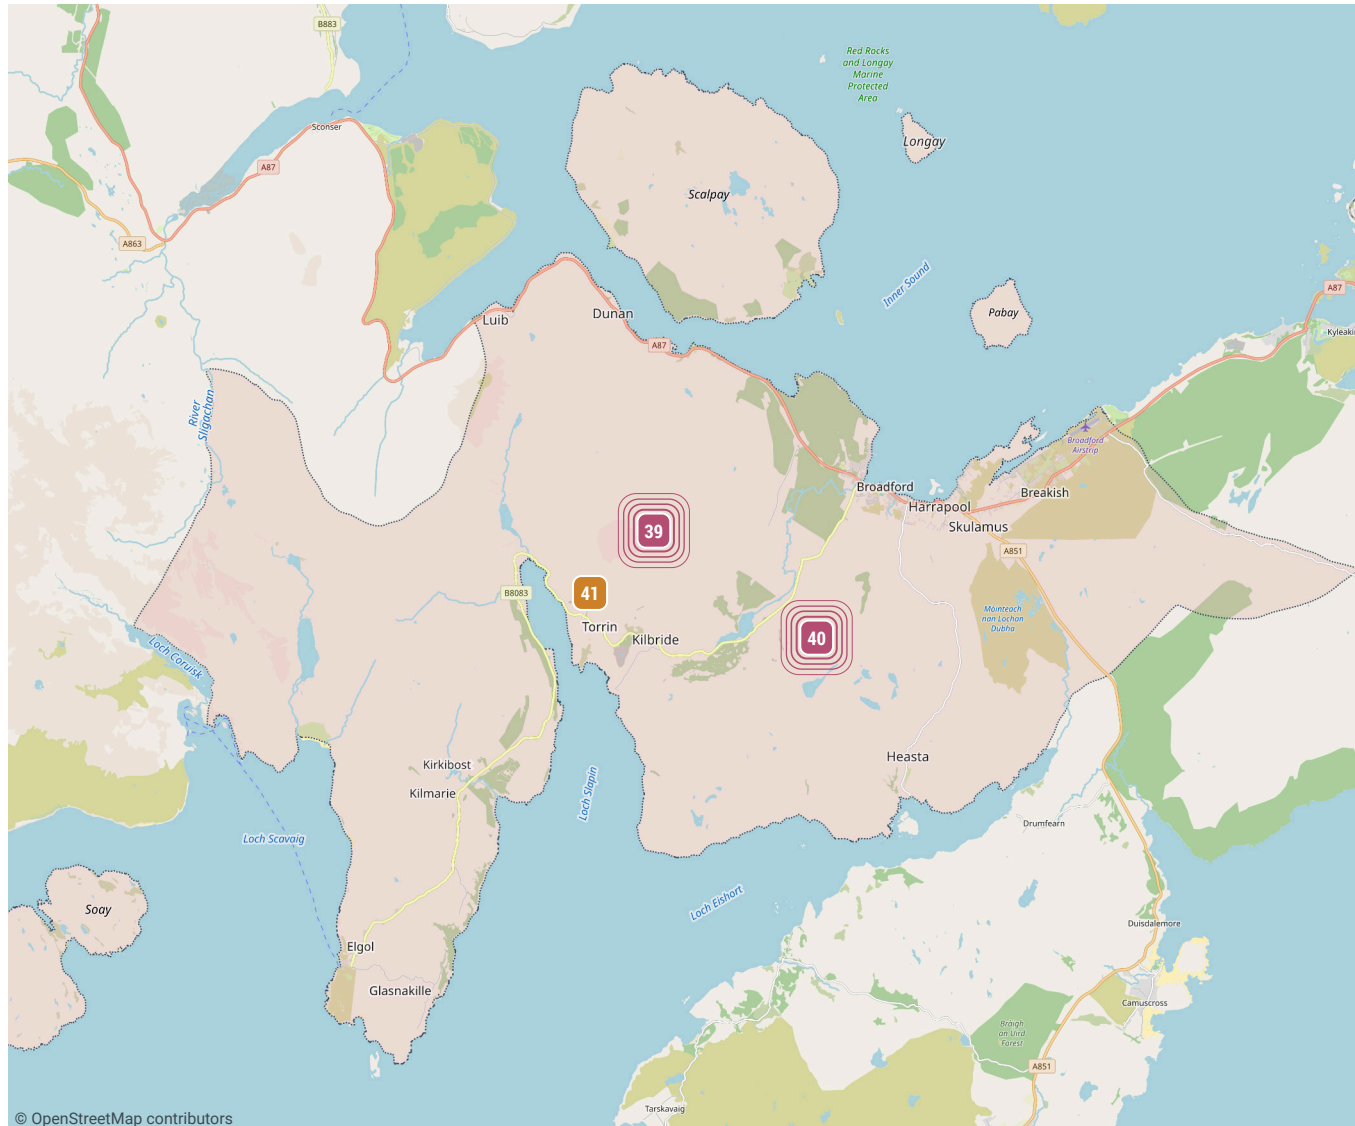 B883
Red Rocks
and Longay
Marine
Protected
Area
Sconser
Longay
A87
Scalpay
A863
Inner Sound
A87
Pabay
Luib
Dunan
Kyleakin
A87
River
Sligachan
Broadford
Airstrip
Broadford
Breakish
Harrapool
Skulamus
39
A851
B8083
41
Mointeach
nan Lochan
Dubha
Torrin
Kilbride
40
Loch Coruisk
Heasta
Kirkibost
Kilmarie
Loch Slapin
Drumfearn
Loch Scavaig
Loch Eishort
Soay
Duisdalemore
Elgol
Glasnakille
Camuscross
Braigh
an Uird
Forest
A851
Tarskavaig
© OpenStreetMap contributors